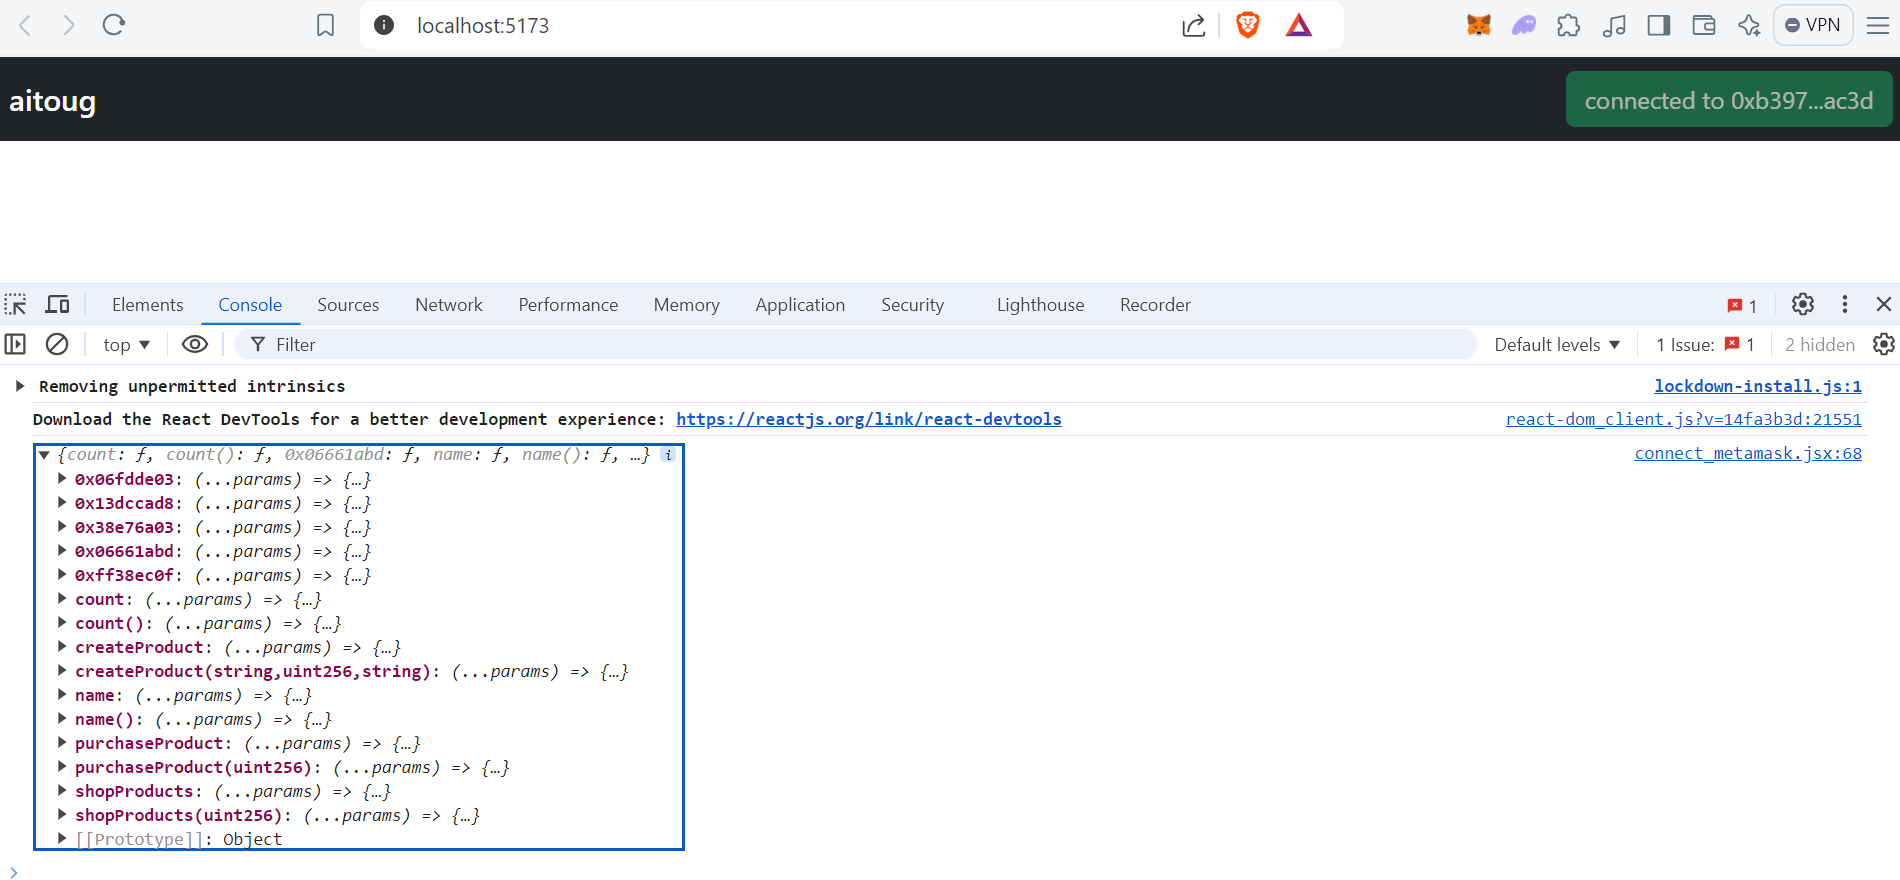 localhost:5173
VPN
aitoug
connected to 0xb397...ac3d
Elements Console Sources Network Performance Memory Application Security Lighthouse Recorder 1
top Filter Default levels 1 Issue: 1 2 hidden
Removing unpermitted intrinsics lockdown-install.js:1
Download the React DevTools for a better development experience: https://reactjs.org/link/react-devtools react-dom_client.js?v=14fa3b3d:21551
{count: ƒ, count(): ƒ, 0x06661abd: ƒ, name: ƒ, name(): ƒ, …} i connect_metamask.jsx:68
0x06fdde03: (...params) => {…}
0x13dccad8: (...params) => {…}
0x38e76a03: (...params) => {…}
0x06661abd: (...params) => {…}
0xff38ec0f: (...params) => {…}
count: (...params) => {…}
count(): (...params) => {…}
createProduct: (...params) => {…}
createProduct(string,uint256,string): (...params) => {…}
name: (...params) => {…}
name(): (...params) => {…}
purchaseProduct: (...params) => {…}
purchaseProduct(uint256): (...params) => {…}
shopProducts: (...params) => {…}
shopProducts(uint256): (...params) => {…}
[[Prototype]]: Object